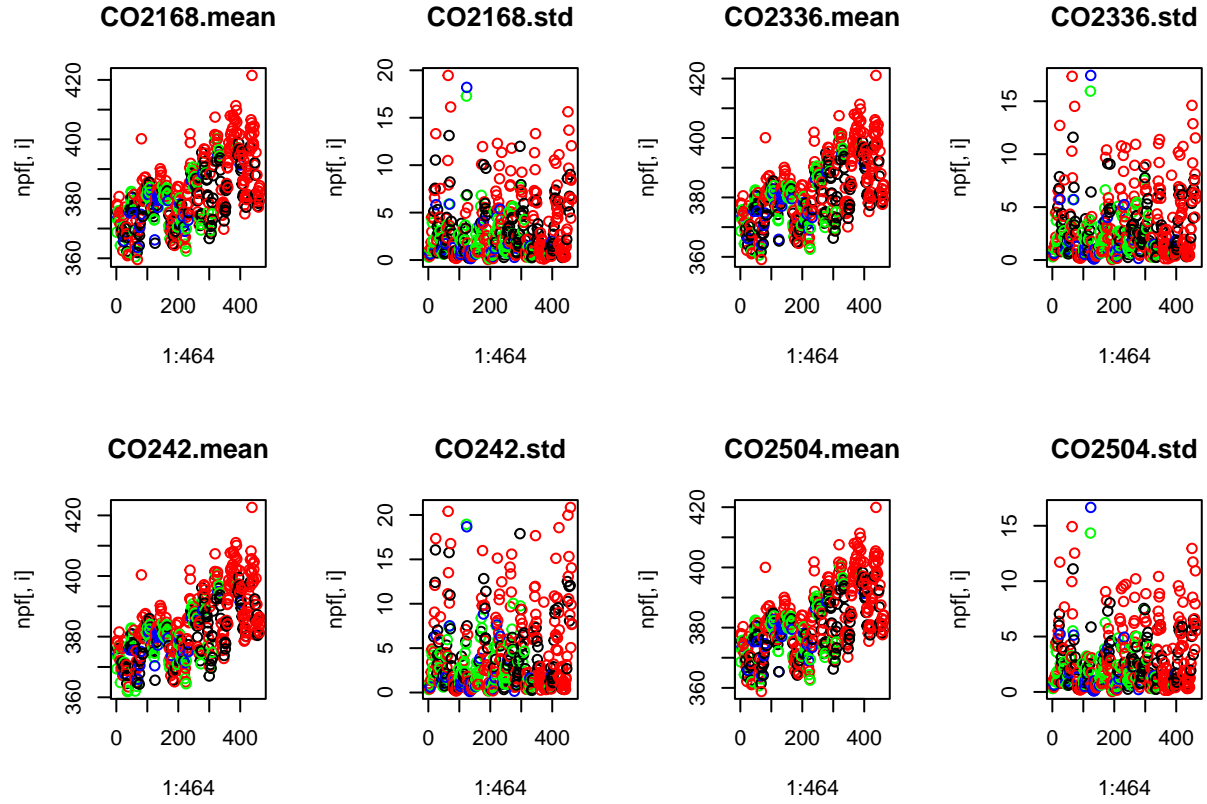 CO2168.mean CO2168.std CO2336.mean CO2336.std
npf[, i] 360 380 400 420
0 200 400
1:464
npf[, i] 0 5 10 15 20
0 200 400
1:464
npf[, i] 360 380 400 420
0 200 400
1:464
npf[, i] 0 5 10 15
0 200 400
1:464
CO242.mean CO242.std CO2504.mean CO2504.std
npf[, i] 360 380 400 420
0 200 400
1:464
npf[, i] 0 5 10 15 20
0 200 400
1:464
npf[, i] 360 380 400 420
0 200 400
1:464
npf[, i] 0 5 10 15
0 200 400
1:464